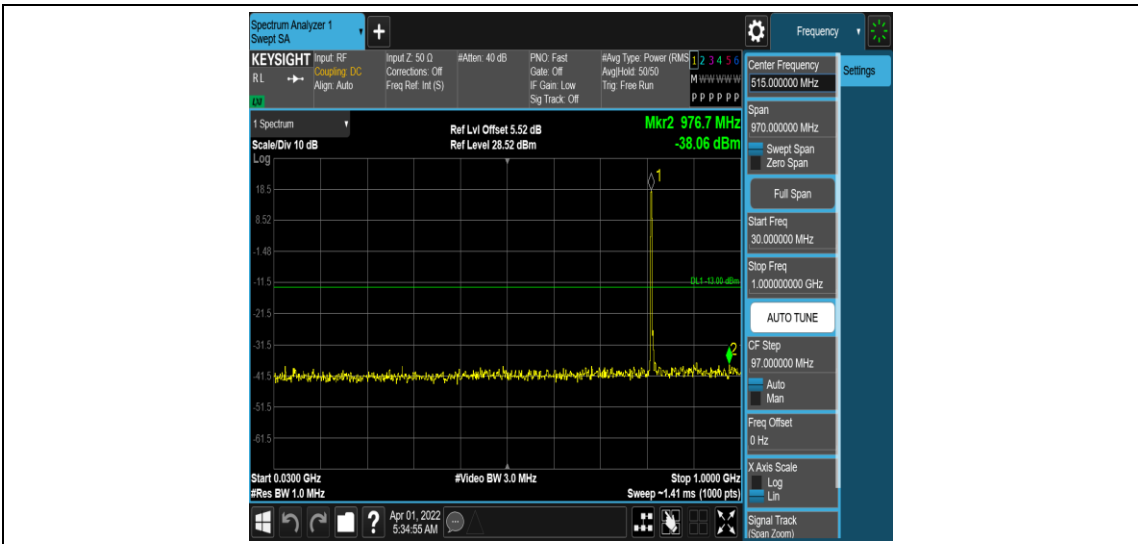 Spectrum Analyzer 1
Swept SA
Frequency
KEYSIGHT
RL
LXI
Input: RF
Coupling: DC
Align: Auto
Input Z: 50 Ω
Corrections: Off
Freq Ref: Int (S)
#Atten: 40 dB
PNO: Fast
Gate: Off
IF Gain: Low
Sig Track: Off
#Avg Type: Power (RMS
Avg|Hold: 50/50
Trig: Free Run
1 2 3 4 5 6
M W W W W W
P P P P P P
1 Spectrum
Scale/Div 10 dB
Log
Ref Lvl Offset 5.52 dB
Ref Level 28.52 dBm
Mkr2 976.7 MHz
-38.06 dBm
1
18.5
8.52
-1.48
-11.5
DL1 -13.00 dBm
-21.5
-31.5
2
-41.5
-51.5
-61.5
Start 0.0300 GHz
#Res BW 1.0 MHz
#Video BW 3.0 MHz
Stop 1.0000 GHz
Sweep ~1.41 ms (1000 pts)
Apr 01, 2022
5:34:55 AM
Center Frequency
515.000000 MHz
Settings
Span
970.000000 MHz
Swept Span
Zero Span
Full Span
Start Freq
30.000000 MHz
Stop Freq
1.000000000 GHz
AUTO TUNE
CF Step
97.000000 MHz
Auto
Man
Freq Offset
0 Hz
X Axis Scale
Log
Lin
Signal Track
(Span Zoom)